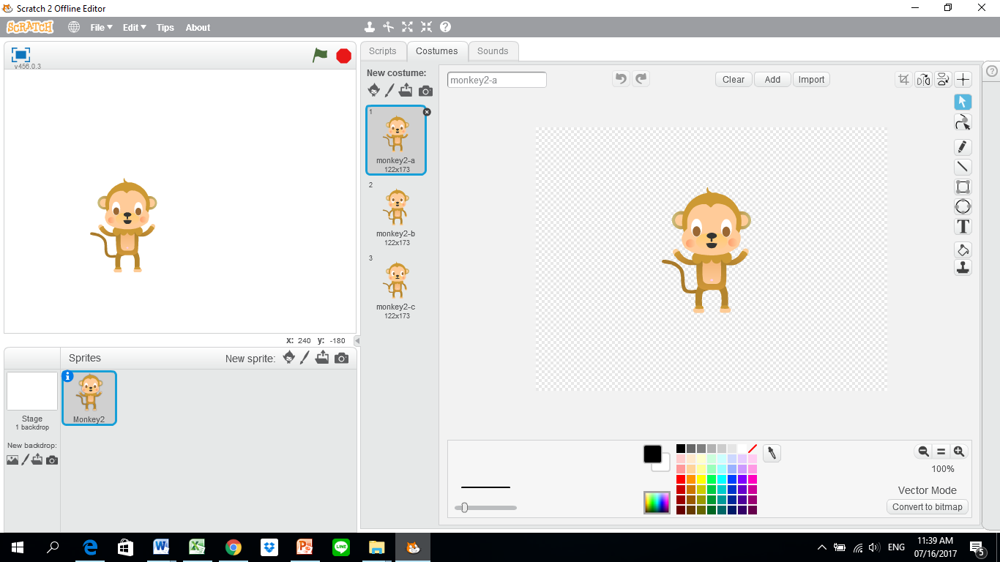 Scratch 2 Offline Editor
SCRATCH File Edit Tips About
v456.0.3
Scripts Costumes Sounds
New costume:
monkey2-a
Clear Add Import
1
monkey2-a
122x173
2
monkey2-b
122x173
3
monkey2-c
122x173
T
x: 240 y: -180
Sprites New sprite:
Stage
1 backdrop
New backdrop:
Monkey2
100%
Vector Mode
Convert to bitmap
ENG
11:39 AM
07/16/2017
5
LINE